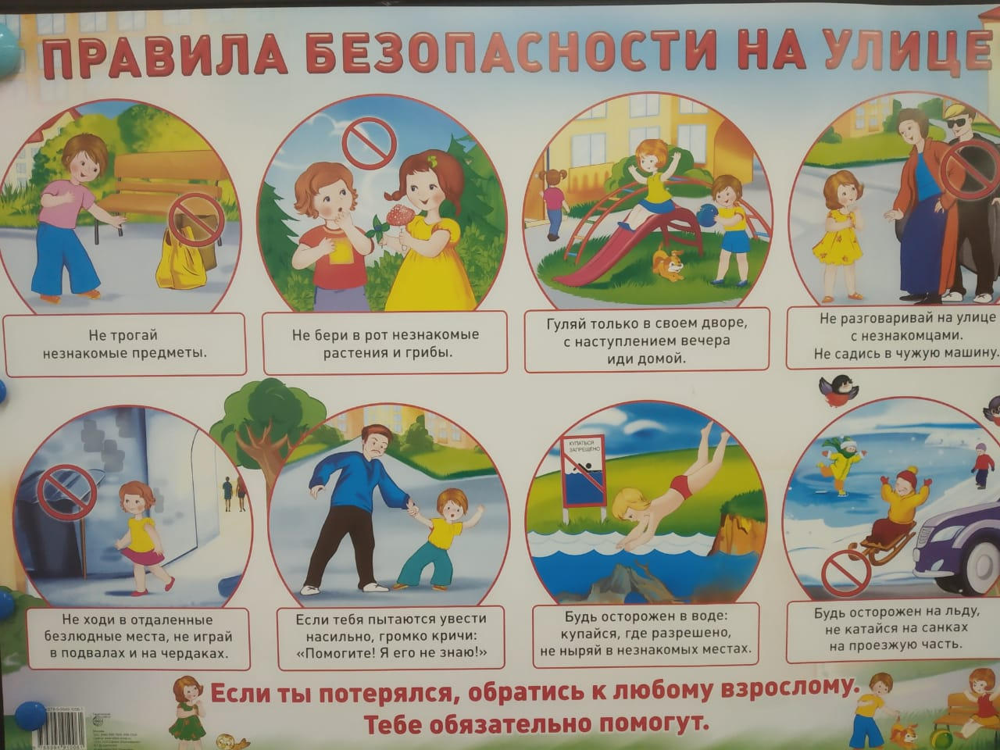 ПРАВИЛА БЕЗОПАСНОСТИ НА УЛИЦЕ
Не трогай
незнакомые предметы.
Не бери в рот незнакомые
растения и грибы.
Гуляй только в своем дворе,
с наступлением вечера
иди домой.
Не разговаривай на улице
с незнакомцами.
Не садись в чужую машину.
КУПАТЬСЯ
ЗАПРЕЩЕНО
Не ходи в отдаленные
безлюдные места, не играй
в подвалах и на чердаках.
Если тебя пытаются увести
насильно, громко кричи:
«Помогите! Я его не знаю!»
Будь осторожен в воде:
купайся, где разрешено,
не ныряй в незнакомых местах.
Будь осторожен на льду,
не катайся на санках
на проезжую часть.
Если ты потерялся, обратись к любому взрослому.
Тебе обязательно помогут.